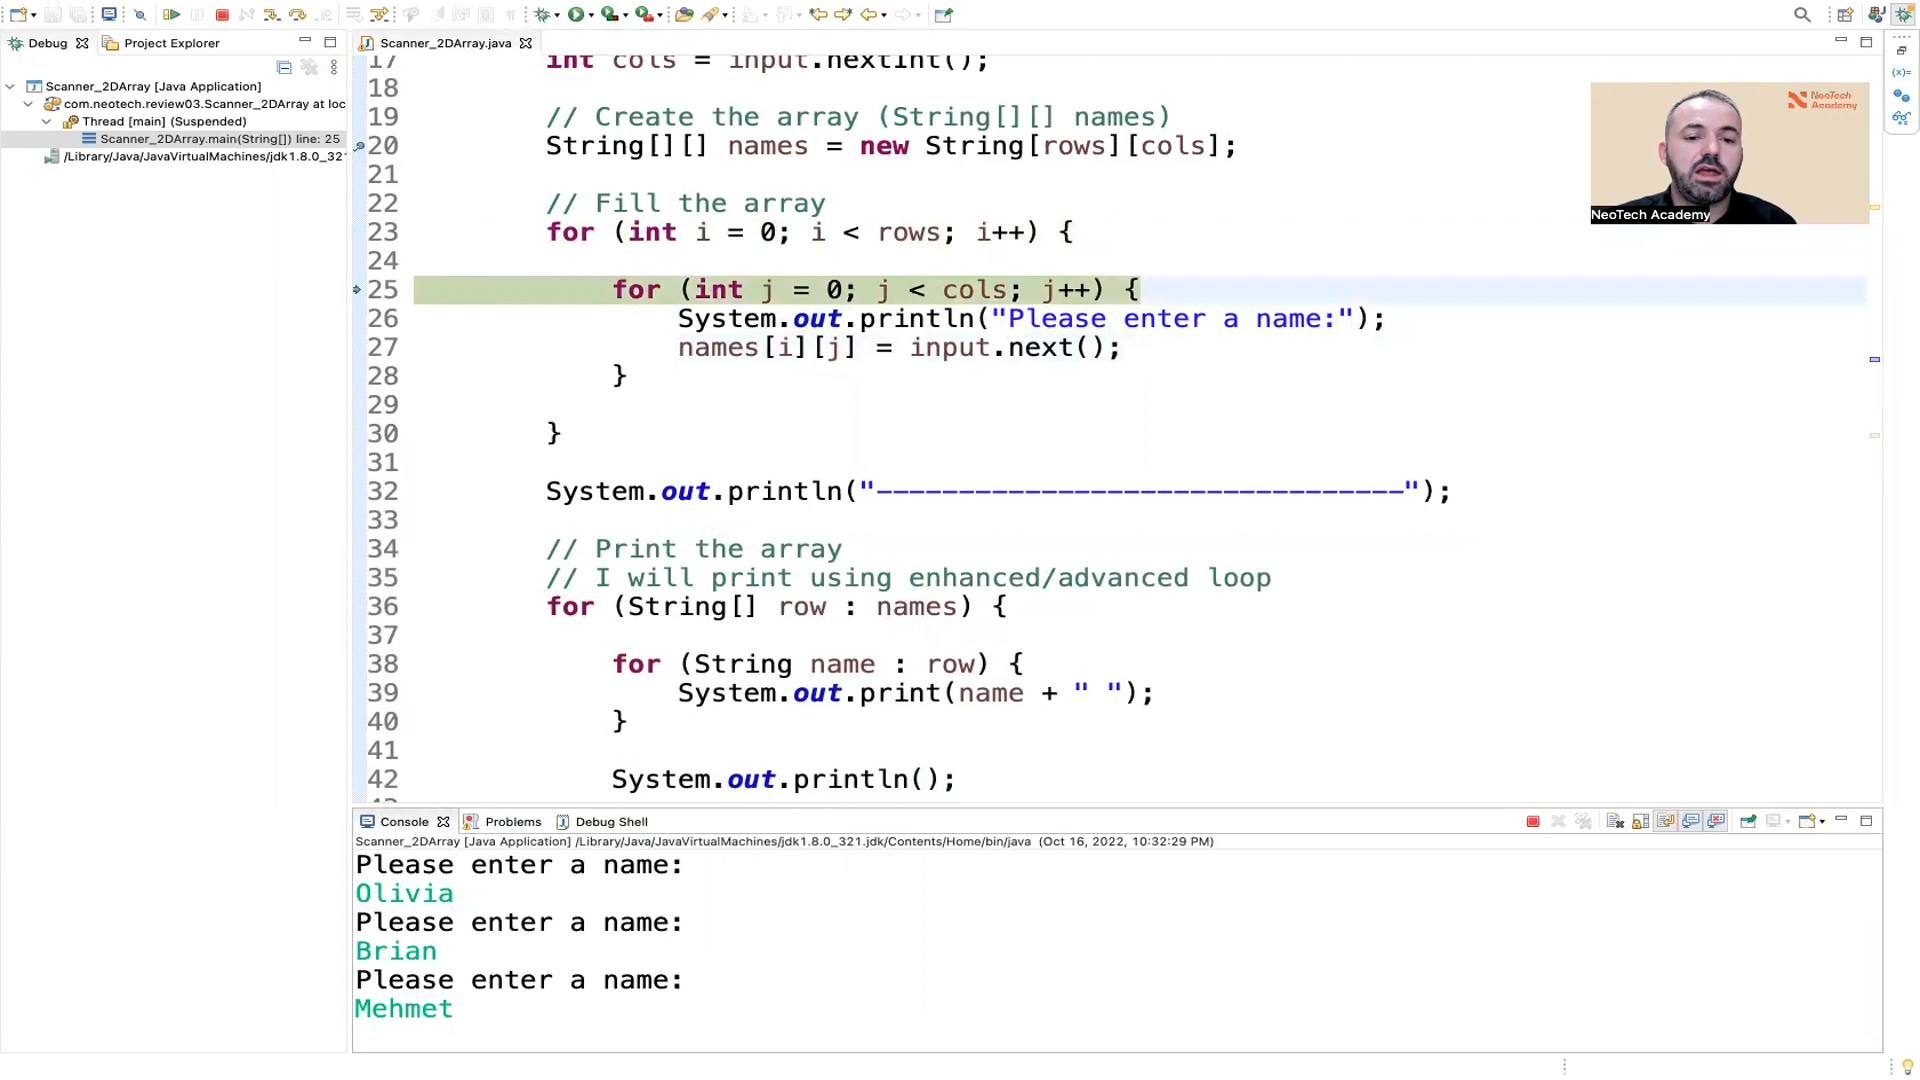 Debug
Project Explorer
Scanner_2DArray [Java Application]
com.neotech.review03.Scanner_2DArray at loc
Thread [main] (Suspended)
Scanner_2DArray.main(String[]) line: 25
/Library/Java/JavaVirtualMachines/jdk1.8.0_321
Scanner_2DArray.java
17 int cols = input.nextInt();
18
19 // Create the array (String[][] names)
20 String[][] names = new String[rows][cols];
21
22 // Fill the array
23 for (int i = 0; i < rows; i++) {
24
25 for (int j = 0; j < cols; j++) {
26 System.out.println("Please enter a name:");
27 names[i][j] = input.next();
28 }
29
30 }
31
32 System.out.println("--------------------------------");
33
34 // Print the array
35 // I will print using enhanced/advanced loop
36 for (String[] row : names) {
37
38 for (String name : row) {
39 System.out.print(name + " ");
40 }
41
42 System.out.println();
NeoTech Academy
NeoTech Academy
Console
Problems
Debug Shell
Scanner_2DArray [Java Application] /Library/Java/JavaVirtualMachines/jdk1.8.0_321.jdk/Contents/Home/bin/java (Oct 16, 2022, 10:32:29 PM)
Please enter a name:
Olivia
Please enter a name:
Brian
Please enter a name:
Mehmet